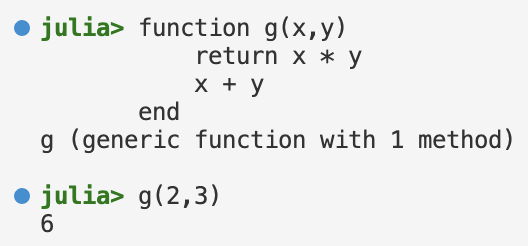 julia> function g(x,y)
           return x * y
           x + y
       end
g (generic function with 1 method)
julia> g(2,3)
6